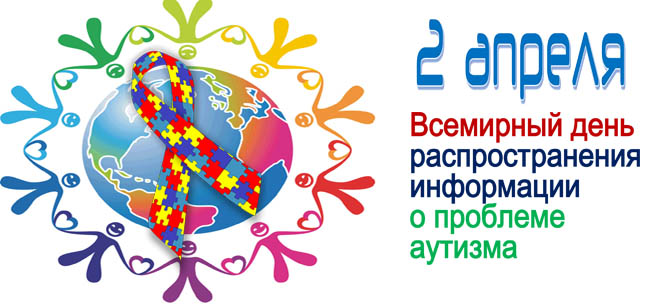 2 апреля
Всемирный день
распространения
информации
о проблеме
аутизма